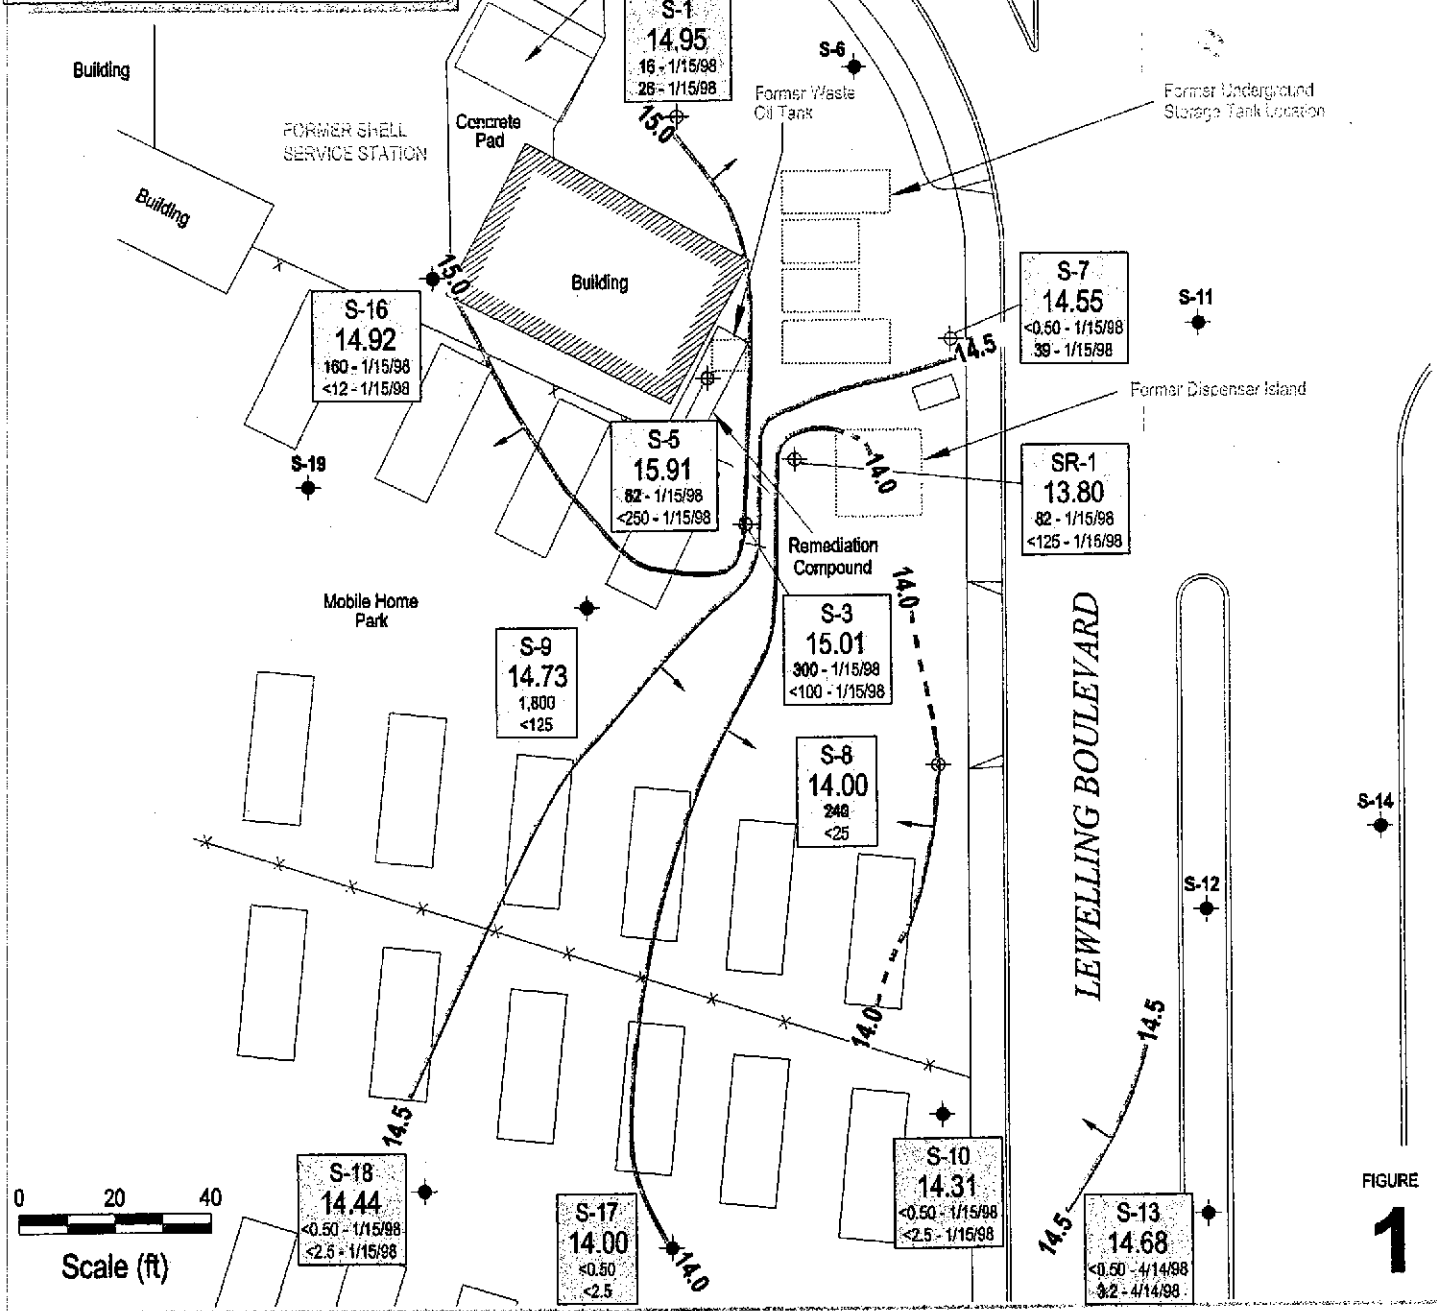 S-1
14.95
16 - 1/15/98
26 - 1/15/98
S-6
Building
FORMER SHELL
SERVICE STATION
Concrete
Pad
15.0
Former Waste
Oil Tank
Former Underground
Storage Tank Location
Building
15.0
Building
S-16
14.92
160 - 1/15/98
<12 - 1/15/98
S-7
14.55
<0.50 - 1/15/98
39 - 1/15/98
S-11
14.5
Former Dispenser Island
S-19
S-5
15.91
82 - 1/15/98
<250 - 1/15/98
14.0
SR-1
13.80
82 - 1/15/98
<125 - 1/15/98
Remediation
Compound
14.0
Mobile Home
Park
S-9
14.73
1,800
<125
S-3
15.01
300 - 1/15/98
<100 - 1/15/98
S-8
14.00
240
<25
LEWELLING BOULEVARD
S-14
S-12
14.0
14.5
14.5
S-18
14.44
<0.50 - 1/15/98
<2.5 - 1/15/98
S-17
14.00
<0.50
<2.5
14.0
S-10
14.31
<0.50 - 1/15/98
<2.5 - 1/15/98
14.5
S-13
14.68
<0.50 - 4/14/98
3.2 - 4/14/98
0 20 40
Scale (ft)
FIGURE
1